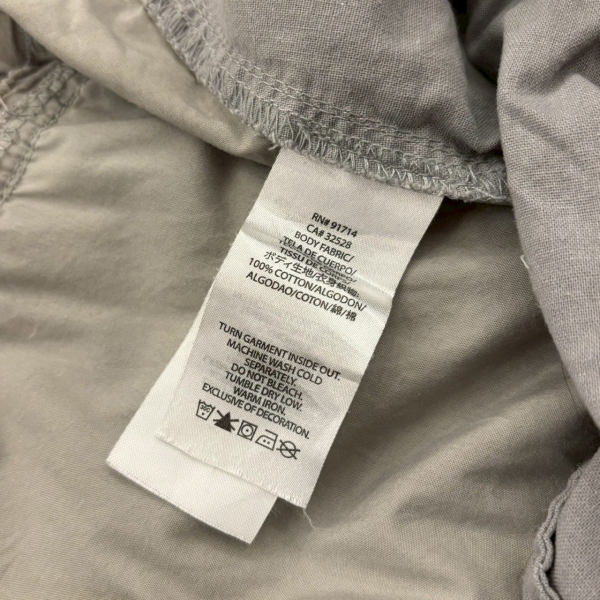 RN# 91714
CA# 32528
BODY FABRIC/
TELA DE CUERPO/
TISSU DE CORPS/
ボディ生地/衣身織物:
100% COTTON/ALGODON/
ALGODAO/COTON/綿/棉
TURN GARMENT INSIDE OUT.
MACHINE WASH COLD
SEPARATELY.
DO NOT BLEACH.
TUMBLE DRY LOW.
WARM IRON.
EXCLUSIVE OF DECORATION.